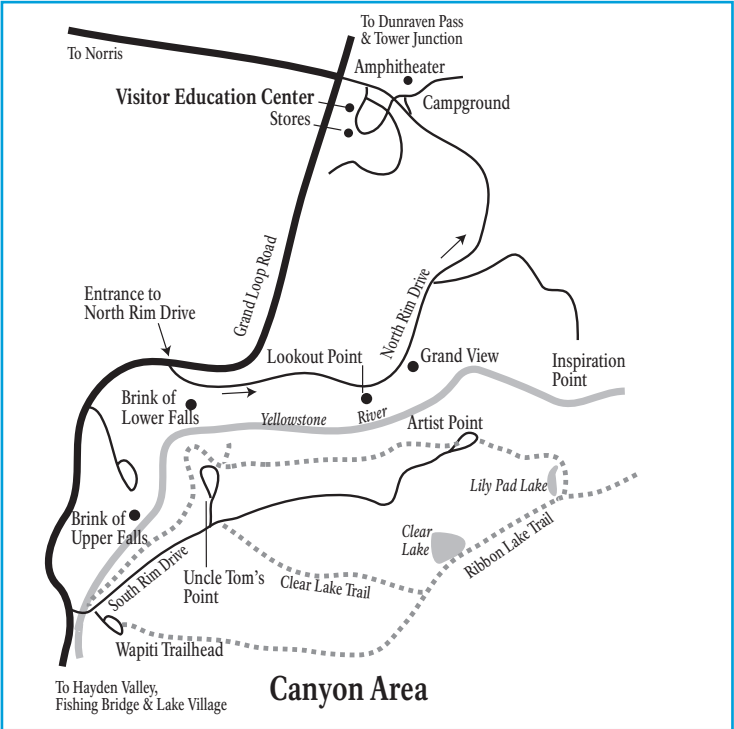 To Dunraven Pass
& Tower Junction
To Norris
Amphitheater
Visitor Education Center
Campground
Stores
Grand Loop Road
Entrance to
North Rim Drive
North Rim Drive
Lookout Point
Grand View
Inspiration
Point
Brink of
Lower Falls
Yellowstone River
Artist Point
Lily Pad Lake
Brink of
Upper Falls
Clear
Lake
Ribbon Lake Trail
South Rim Drive
Uncle Tom's
Point
Clear Lake Trail
Wapiti Trailhead
To Hayden Valley,
Fishing Bridge & Lake Village
Canyon Area